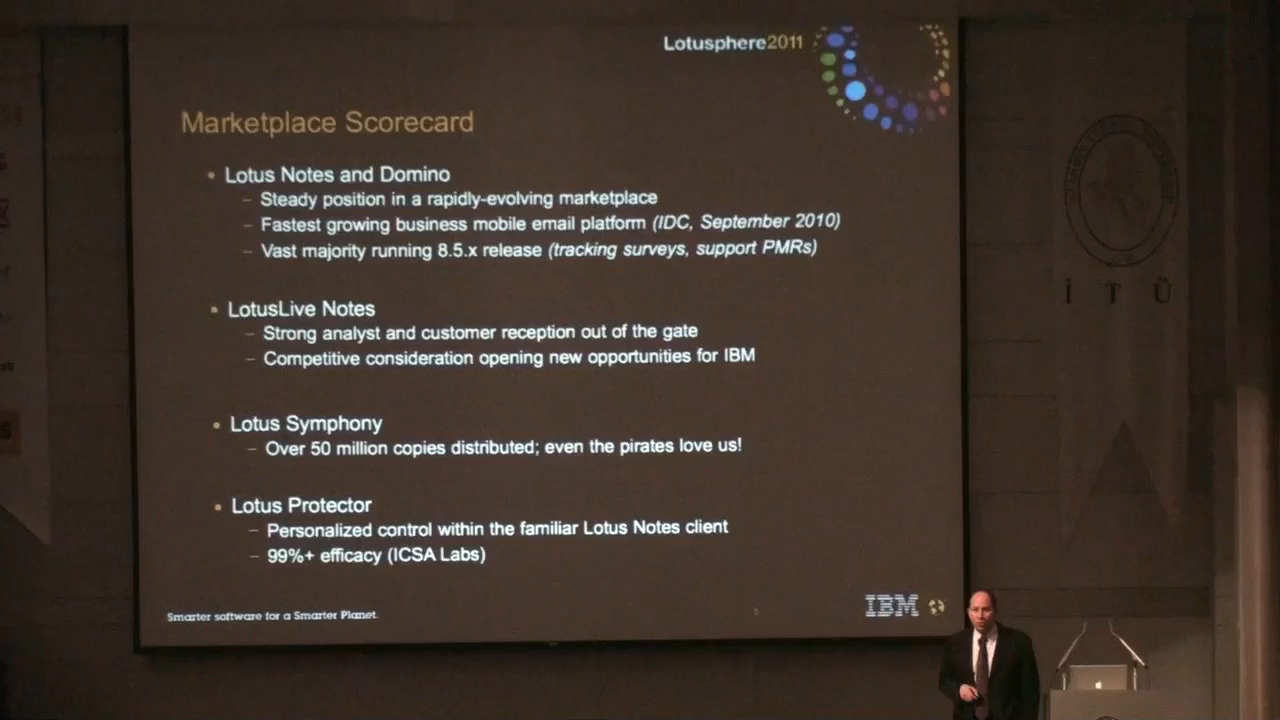 Lotusphere2011
Marketplace Scorecard
• Lotus Notes and Domino
– Steady position in a rapidly-evolving marketplace
– Fastest growing business mobile email platform (IDC, September 2010)
– Vast majority running 8.5.x release (tracking surveys, support PMRs)
• LotusLive Notes
– Strong analyst and customer reception out of the gate
– Competitive consideration opening new opportunities for IBM
• Lotus Symphony
– Over 50 million copies distributed; even the pirates love us!
• Lotus Protector
– Personalized control within the familiar Lotus Notes client
– 99%+ efficacy (ICSA Labs)
Smarter software for a Smarter Planet.
IBM
İTÜ